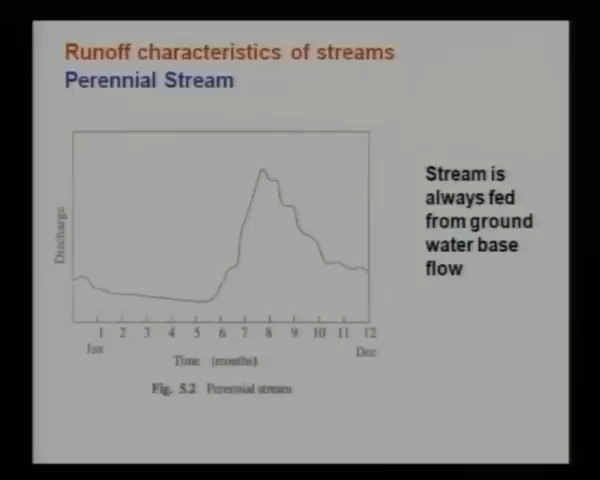 Runoff characteristics of streams
Perennial Stream
Stream is
always fed
from ground
water base
flow
Discharge
1 2 3 4 5 6 7 8 9 10 11 12
Jan
Dec
Time (months)
Fig. 5.2 Perennial stream